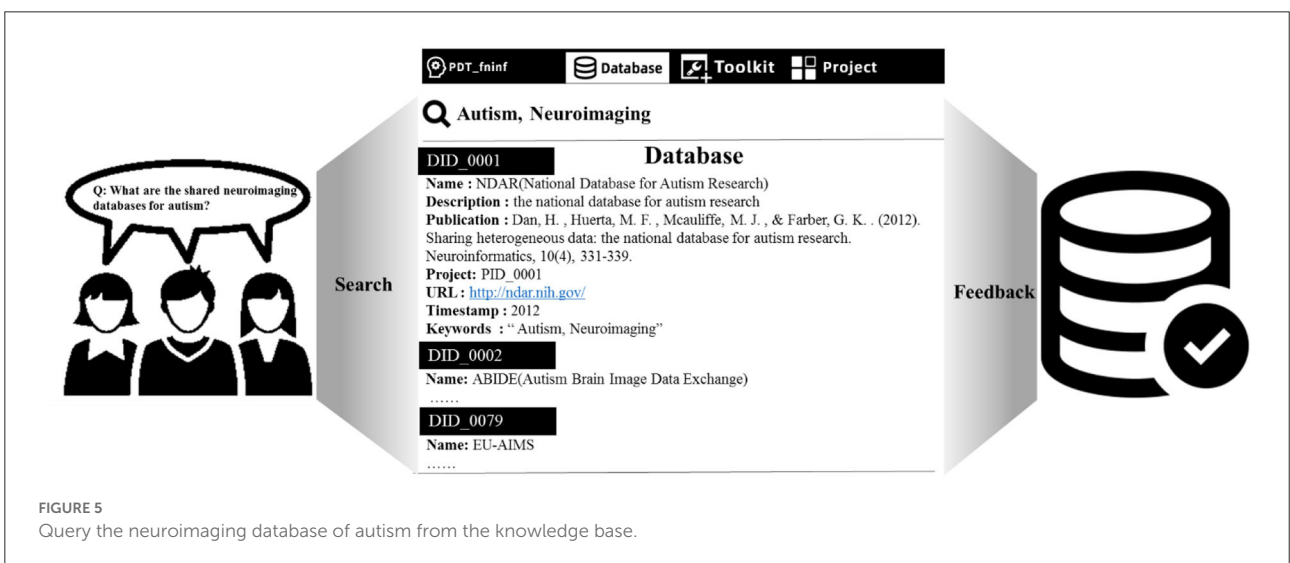 PDT_fninf Database Toolkit Project
Autism, Neuroimaging
Q: What are the shared neuroimaging
databases for autism?
Search
DID_0001 Database
Name : NDAR(National Database for Autism Research)
Description : the national database for autism research
Publication : Dan, H. , Huerta, M. F. , Mcauliffe, M. J. , & Farber, G. K. . (2012).
Sharing heterogeneous data: the national database for autism research.
Neuroinformatics, 10(4), 331-339.
Project: PID_0001
URL : http://ndar.nih.gov/
Timestamp : 2012
Keywords : “ Autism, Neuroimaging”
DID_0002
Name: ABIDE(Autism Brain Image Data Exchange)
……
DID_0079
Name: EU-AIMS
……
Feedback
FIGURE 5
Query the neuroimaging database of autism from the knowledge base.